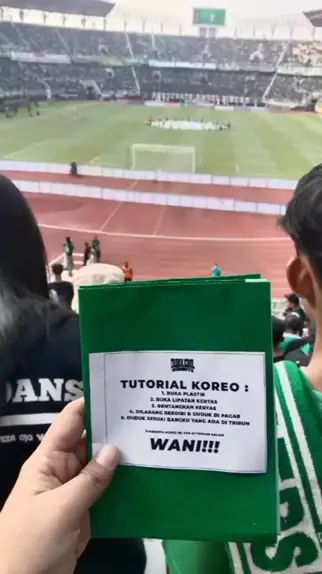 TUTORIAL KOREO :
1. BUKA PLASTIK
2. BUKA LIPATAN KERTAS
3. BENTANGKAN KERTAS
4. DILARANG BERDIRI & DUDUK DI PAGAR
5. DUDUK SESUAI BANGKU YANG ADA DI TRIBUN
WANI!!!
DANS